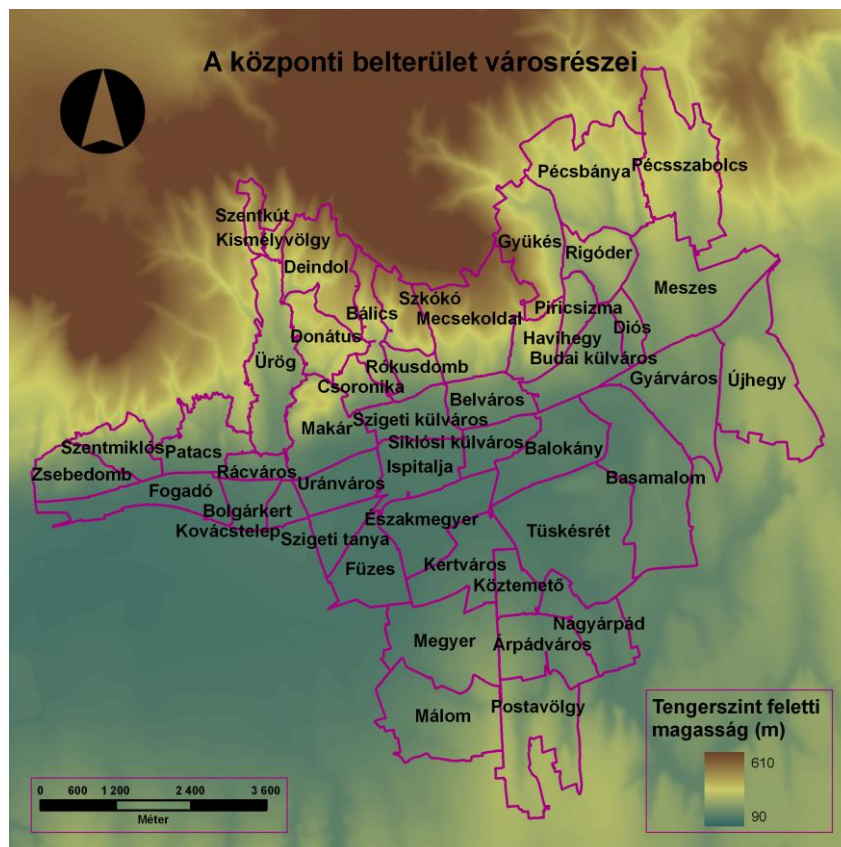 A központi belterület városrészei
Pécsbánya
Pécsszabolcs
Szentkút
Kismélyvölgy
Gyükés
Rigóder
Deindol
Meszes
Szkókó
Bálics
Mecsekoldal
Piricsizma
Donátus
Havihegy
Diós
Ürög
Rókusdomb
Budai külváros
Csoronika
Gyárváros
Újhegy
Belváros
Makár
Szigeti külváros
Szentmiklós
Patacs
Siklósi külváros
Balokány
Zsebedomb
Rácváros
Ispitalja
Uránváros
Basamalom
Fogadó
Bolgárkert
Északmegyer
Kovácstelep
Szigeti tanya
Tüskésrét
Füzes
Kertváros
Köztemető
Nagyárpád
Megyer
Árpádváros
Málom
Postavölgy
Tengerszint feletti
magasság (m)
610
90
0 600 1 200 2 400 3 600
Méter